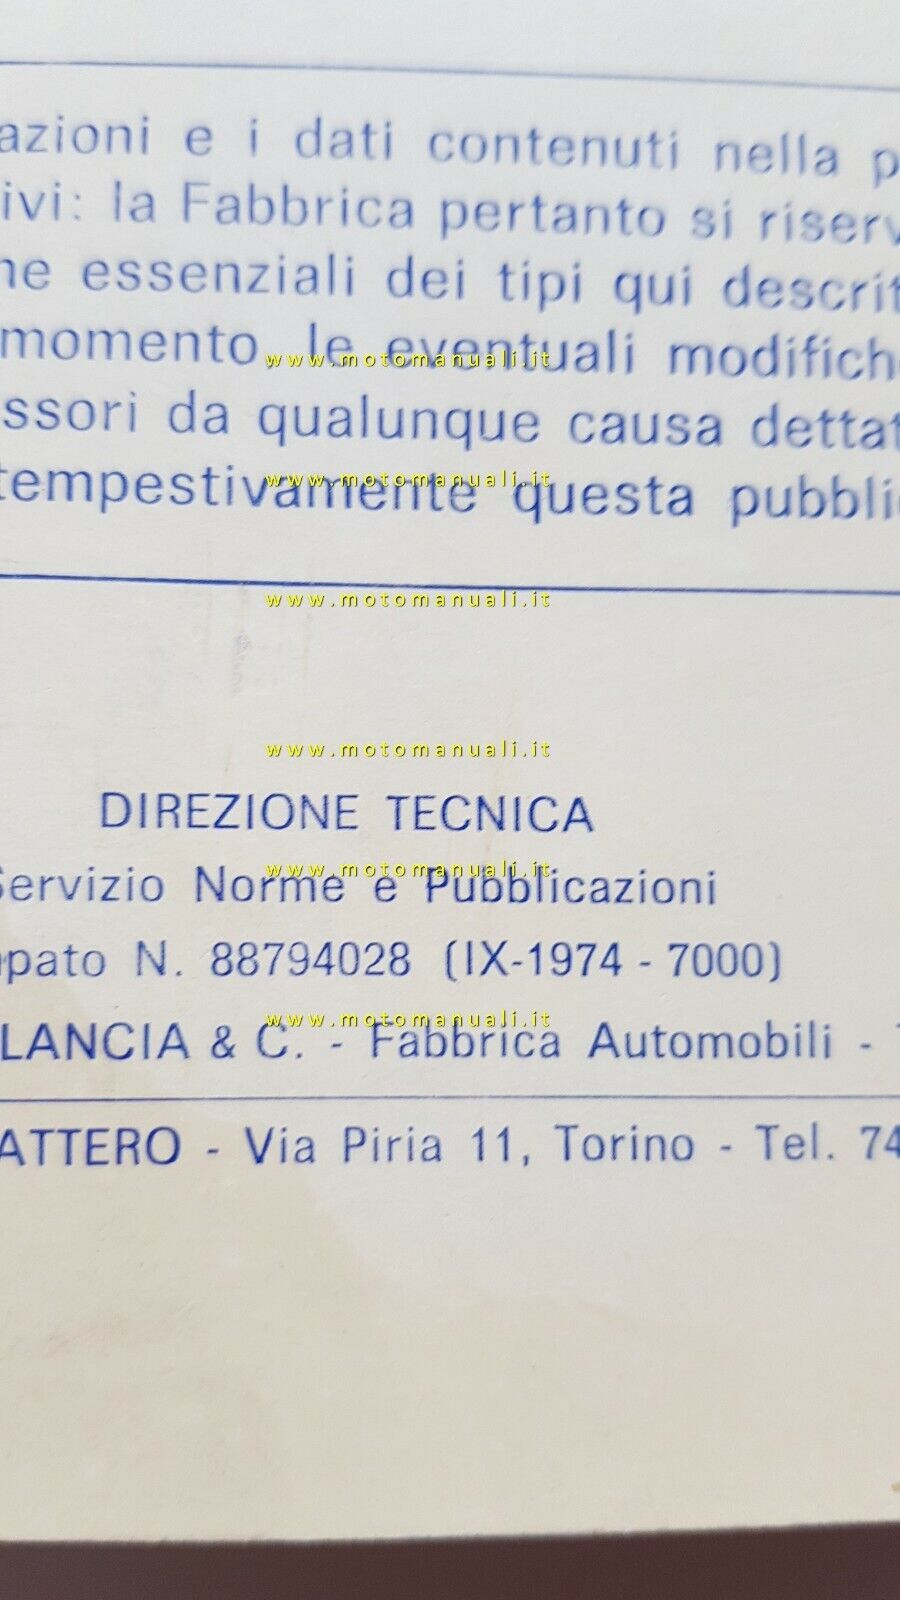 azioni e i dati contenuti nella p
ivi: la Fabbrica pertanto si riserv
ne essenziali dei tipi qui descrit
momento, le eventuali modifiche
www.motomanuali.it
ssori da qualunque causa dettat
tempestivamente questa pubblic
www.motomanuali.it
www.motomanuali.it
www.motomanuali.it
DIREZIONE TECNICA
www.motomanuali.it
Servizio Norme e Pubblicazioni
pato N. 88794028 (IX-1974 - 7000)
www.motomanuali.it
LANCIA & C. - Fabbrica Automobili - T
ATTERO - Via Piria 11, Torino - Tel. 74